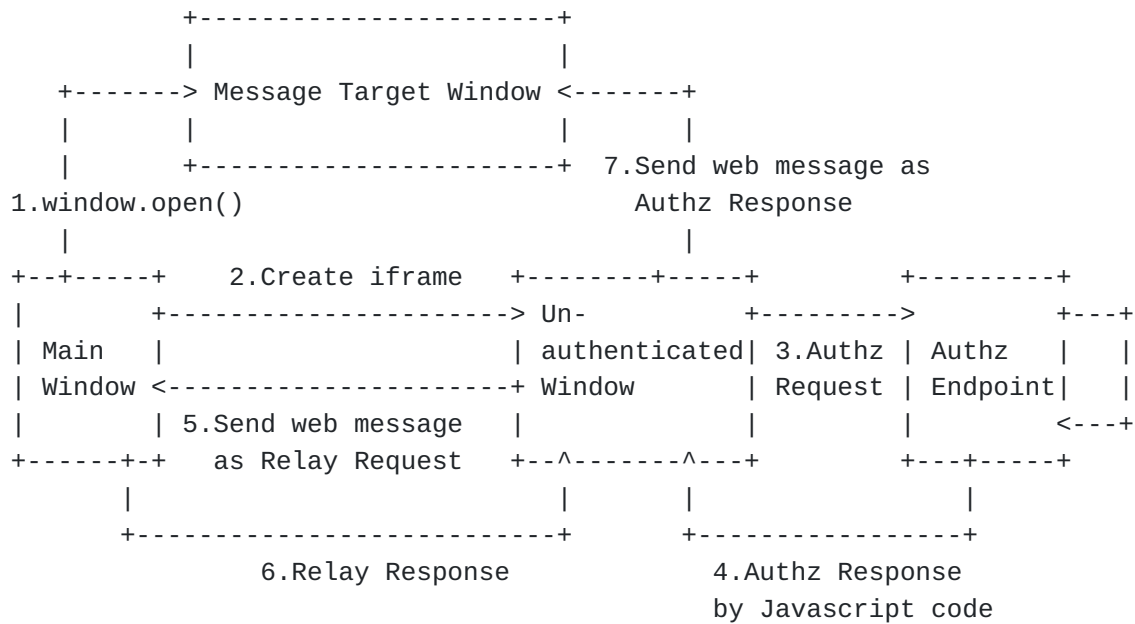 Message Target Window
7.Send web message as
1.window.open() Authz Response
2.Create iframe
Un-
Main authenticated 3.Authz Authz
Window Window Request Endpoint
5.Send web message
as Relay Request
6.Relay Response 4.Authz Response
by Javascript code